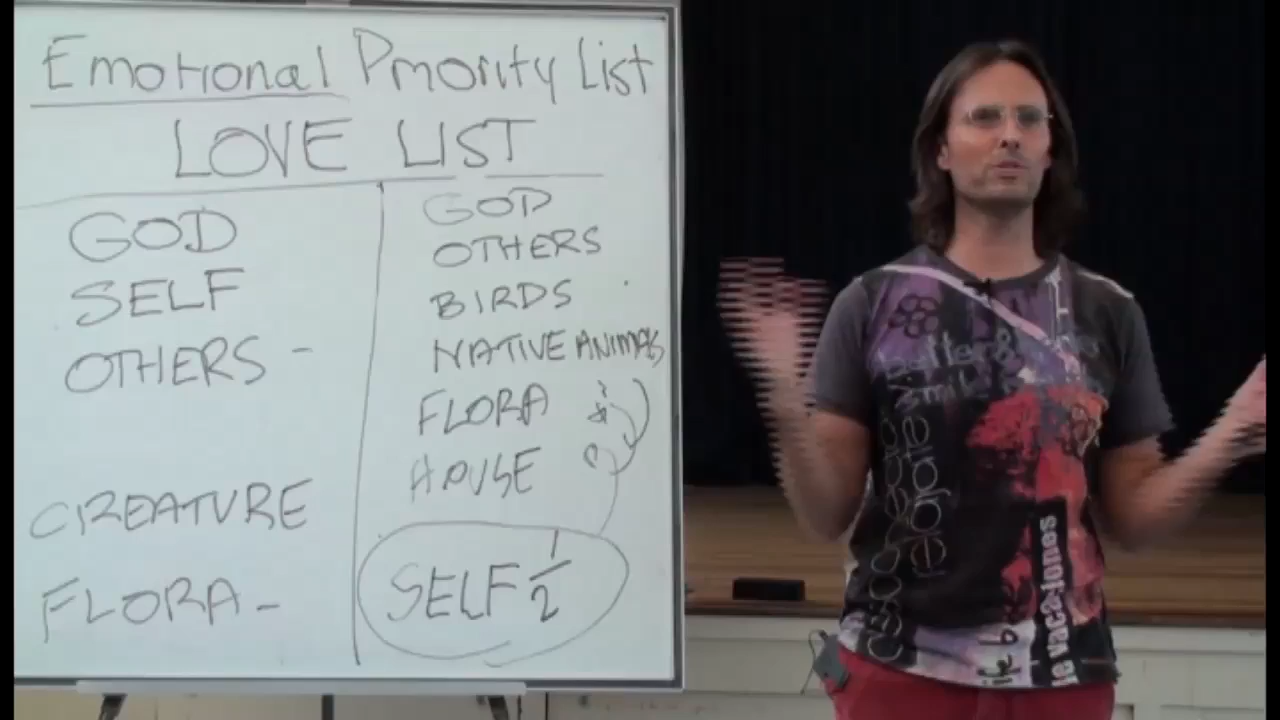 Emotional Priority List
LOVE LIST
GOD
SELF
OTHERS -
CREATURE
FLORA -
GOD
OTHERS
BIRDS
NATIVE ANIMALS
FLORA
HOUSE
SELF 1/2